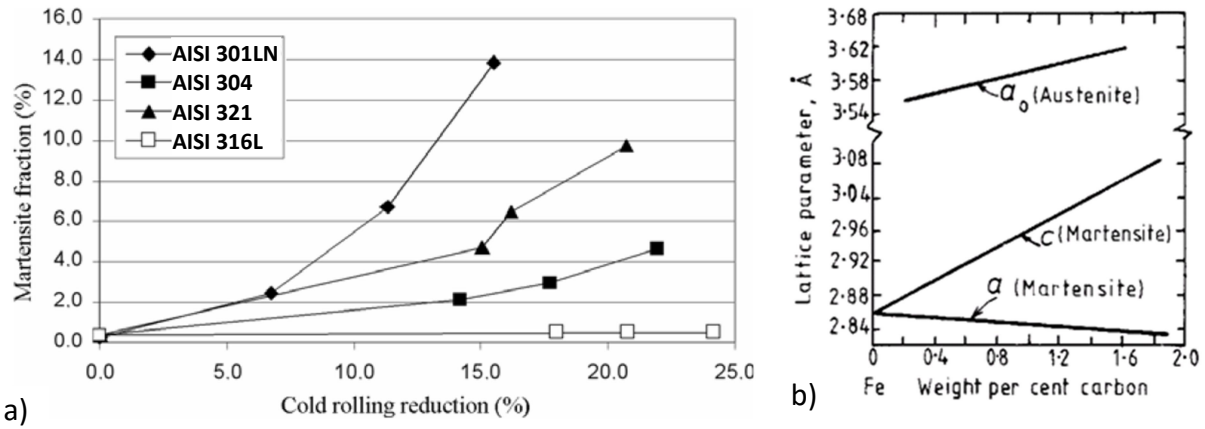 16,0
14.0
12.0
10.0
8.0
6.0
4.0
2.0
0.0
Martensite fraction (%)
AISI 301LN
AISI 304
AISI 321
AISI 316L
0.0
5.0
10.0
15.0
20.0
25.0
Cold rolling reduction (%)
a)
3·68
3·62
3·58
3·54
3·08
3·04
2·96
2·92
2·88
2·84
Lattice parameter, Å
a₀ (Austenite)
c (Martensite)
a (Martensite)
0
0·4
0·8
1·2
1·6
2·0
Fe Weight per cent carbon
b)